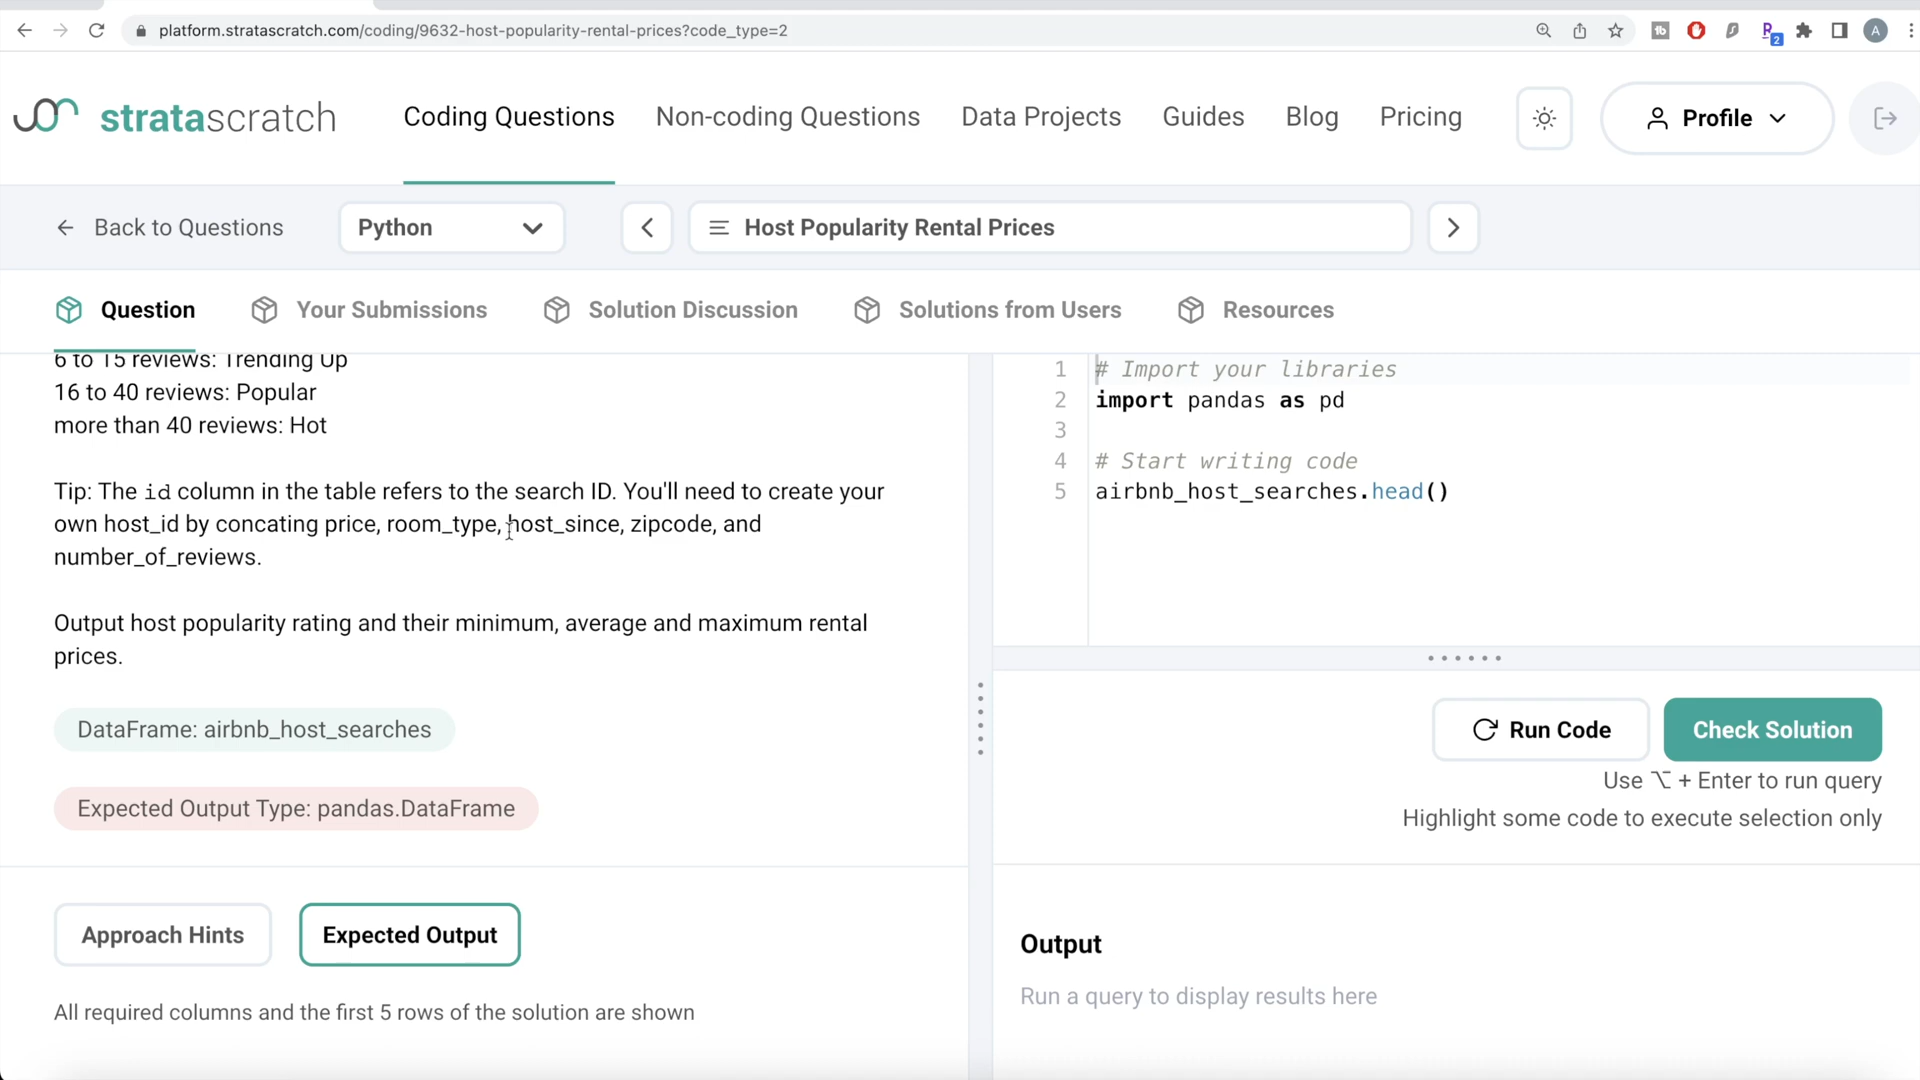 platform.stratascratch.com/coding/9632-host-popularity-rental-prices?code_type=2
tb
2
A
stratascratch
Coding Questions
Non-coding Questions
Data Projects
Guides
Blog
Pricing
Profile
Back to Questions
Python
Host Popularity Rental Prices
Question
Your Submissions
Solution Discussion
Solutions from Users
Resources
6 to 15 reviews: Trending Up
16 to 40 reviews: Popular
more than 40 reviews: Hot
Tip: The id column in the table refers to the search ID. You'll need to create your
own host_id by concating price, room_type, host_since, zipcode, and
number_of_reviews.
Output host popularity rating and their minimum, average and maximum rental
prices.
DataFrame: airbnb_host_searches
Expected Output Type: pandas.DataFrame
Approach Hints
Expected Output
All required columns and the first 5 rows of the solution are shown
1 # Import your libraries
2 import pandas as pd
3
4 # Start writing code
5 airbnb_host_searches.head()
Run Code
Check Solution
Use ⌥ + Enter to run query
Highlight some code to execute selection only
Output
Run a query to display results here